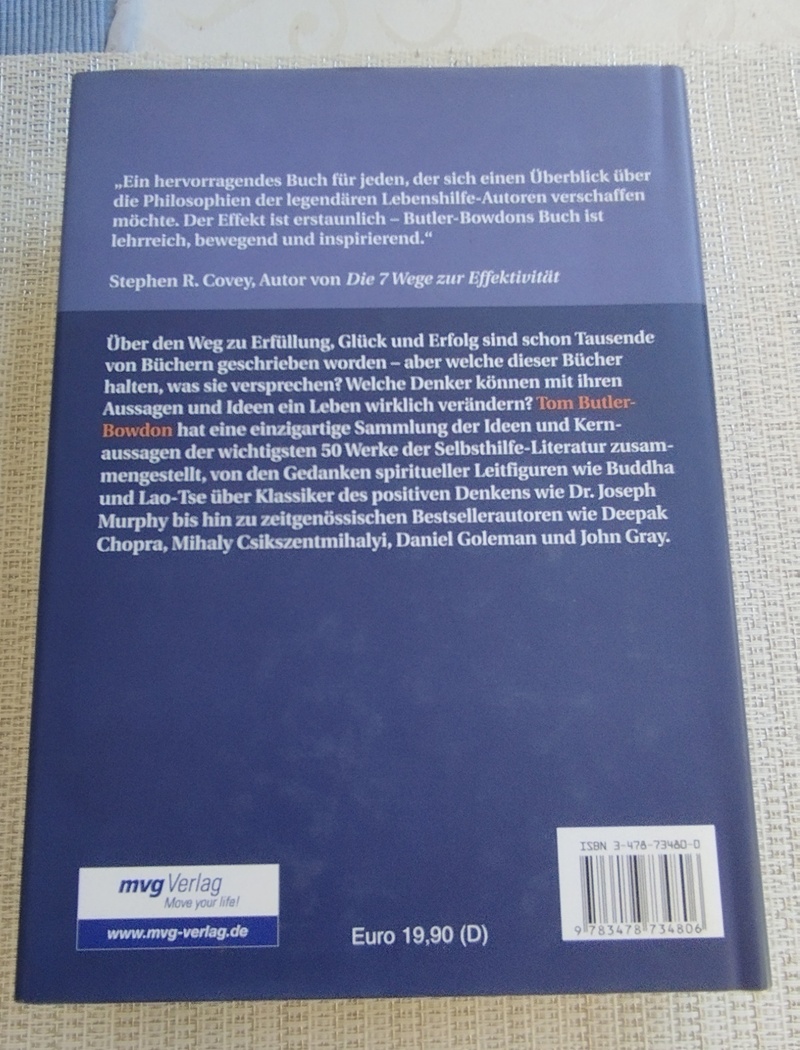 „Ein hervorragendes Buch für jeden, der sich einen Überblick über
die Philosophien der legendären Lebenshilfe-Autoren verschaffen
möchte. Der Effekt ist erstaunlich – Butler-Bowdons Buch ist
lehrreich, bewegend und inspirierend.“
Stephen R. Covey, Autor von Die 7 Wege zur Effektivität
Über den Weg zu Erfüllung, Glück und Erfolg sind schon Tausende
von Büchern geschrieben worden – aber welche dieser Bücher
halten, was sie versprechen? Welche Denker können mit ihren
Aussagen und Ideen ein Leben wirklich verändern? Tom Butler-
Bowdon hat eine einzigartige Sammlung der Ideen und Kern-
aussagen der wichtigsten 50 Werke der Selbsthilfe-Literatur zusam-
mengestellt, von den Gedanken spiritueller Leitfiguren wie Buddha
und Lao-Tse über Klassiker des positiven Denkens wie Dr. Joseph
Murphy bis hin zu zeitgenössischen Bestsellerautoren wie Deepak
Chopra, Mihaly Csikszentmihalyi, Daniel Goleman und John Gray.
mvg Verlag
Move your life!
www.mvg-verlag.de
Euro 19,90 (D)
ISBN 3-478-73480-0
9 783478 734806